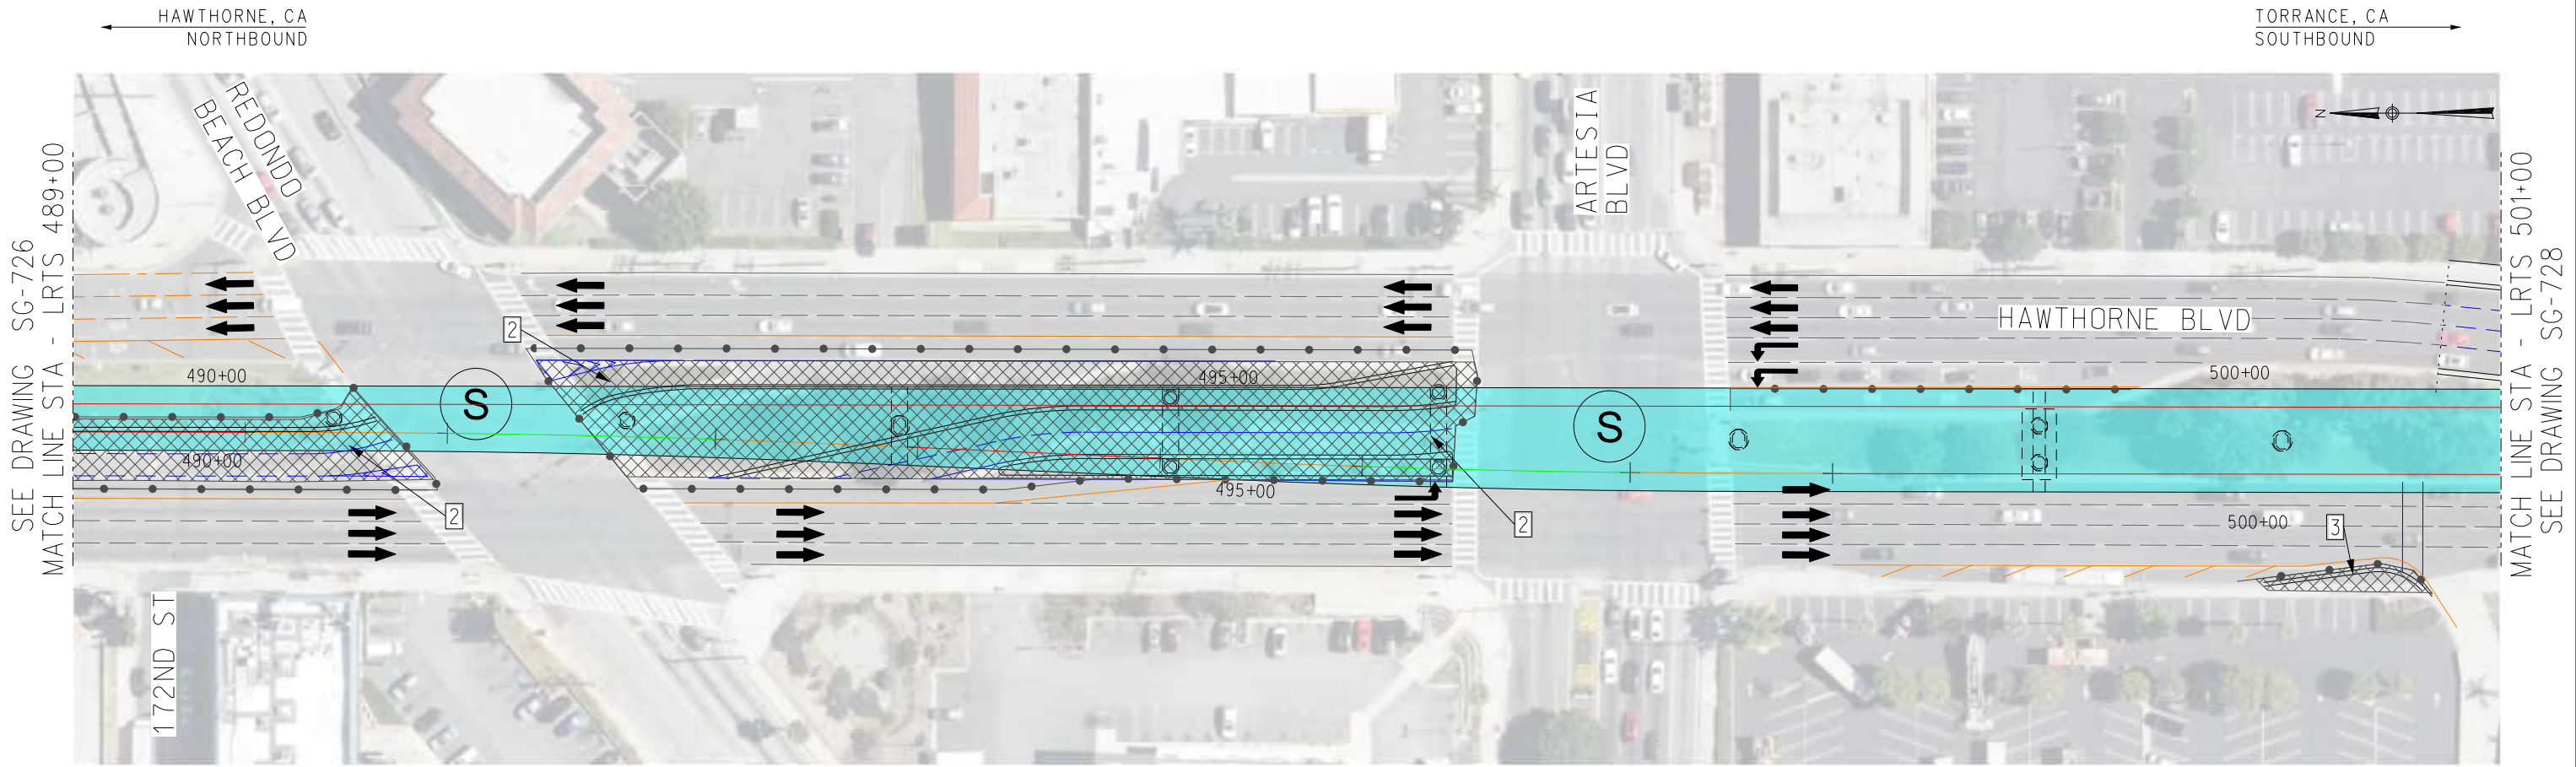 HAWTHORNE, CA
NORTHBOUND
TORRANCE, CA
SOUTHBOUND
SEE DRAWING SG-726
MATCH LINE STA - LRTS 489+00
REDONDO
BEACH BLVD
ARTESIA
BLVD
N
HAWTHORNE BLVD
2
490+00
S
495+00
500+00
S
490+00
2
495+00
2
500+00
3
172ND ST
MATCH LINE STA - LRTS 501+00
SEE DRAWING SG-728